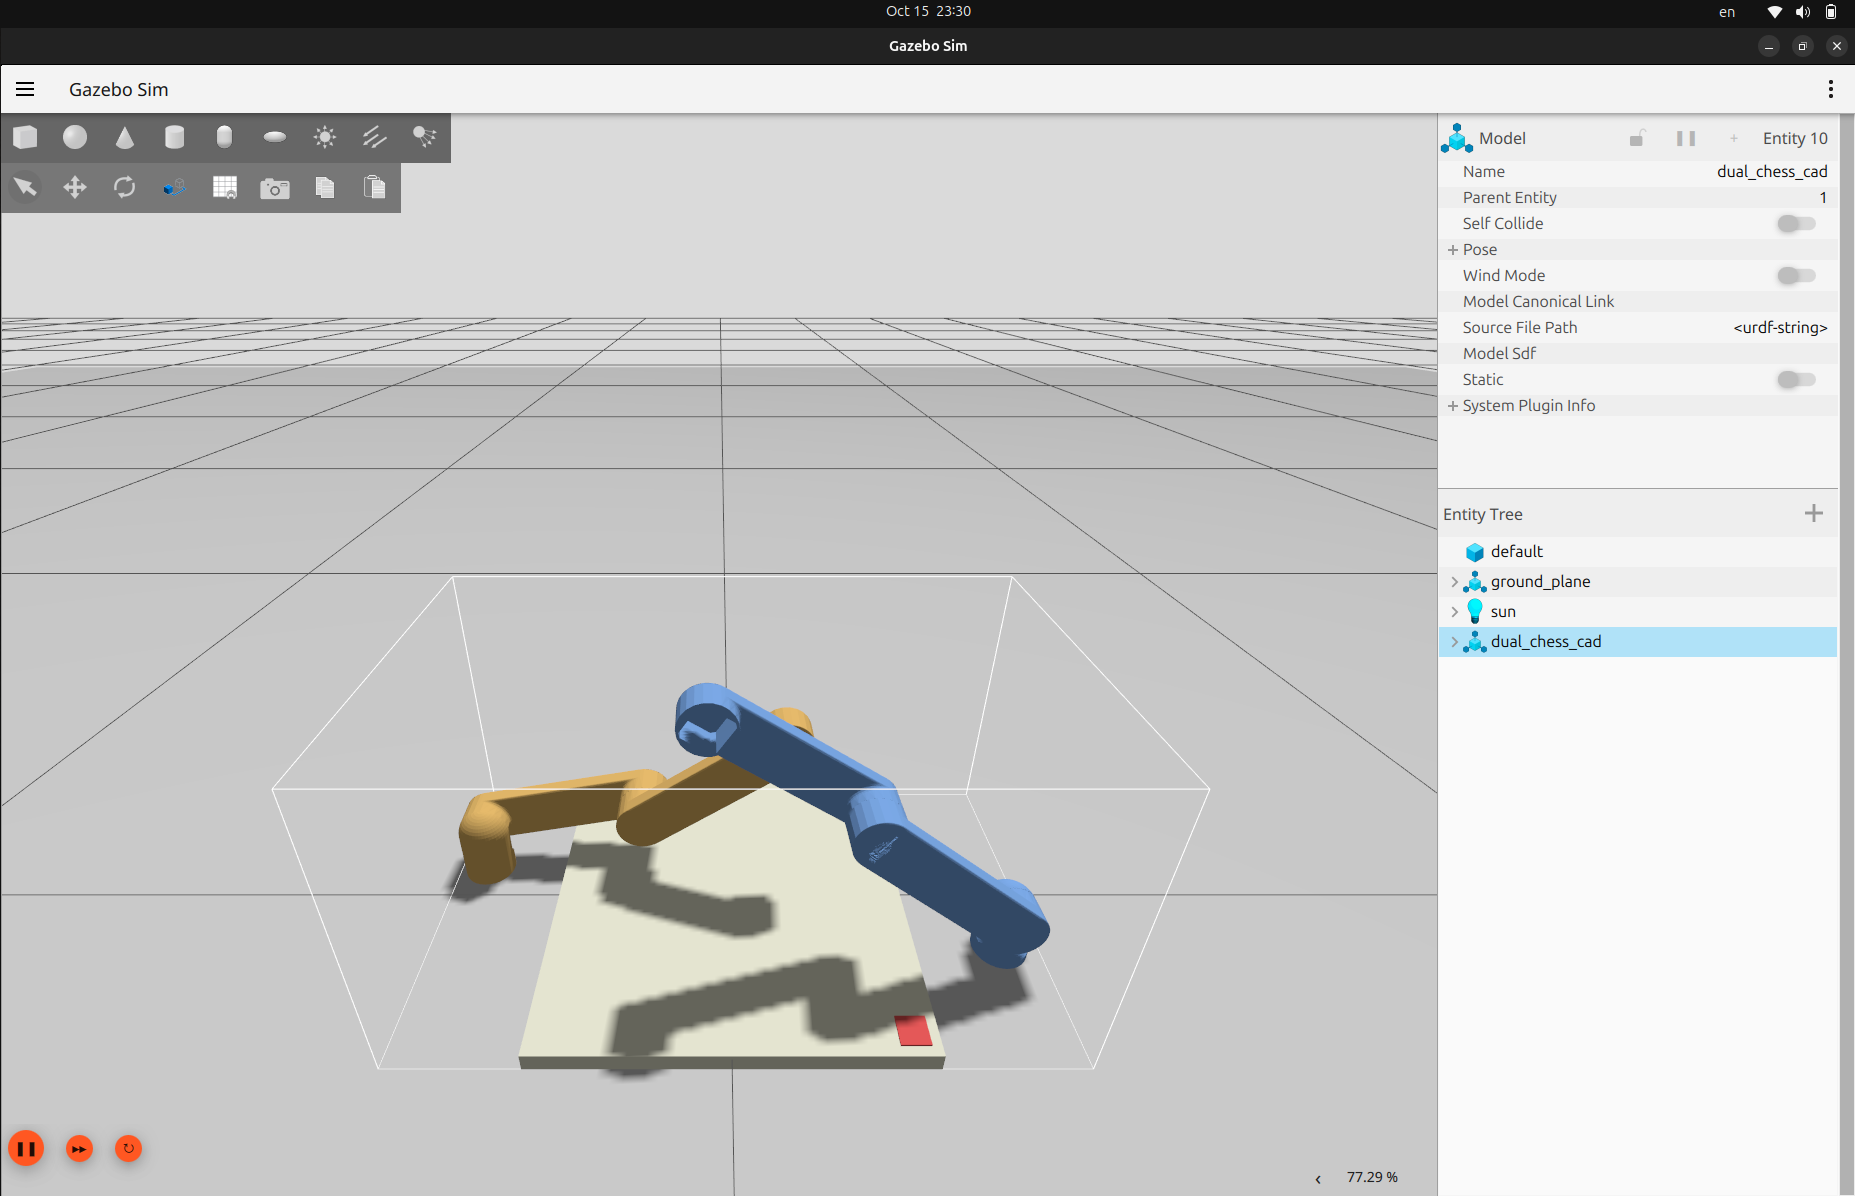 Oct 15 23:30
en
Gazebo Sim
Gazebo Sim
Model
Entity 10
Name dual_chess_cad
Parent Entity 1
Self Collide
Pose
Wind Mode
Model Canonical Link
Source File Path <urdf-string>
Model Sdf
Static
System Plugin Info
Entity Tree
default
ground_plane
sun
dual_chess_cad
77.29 %